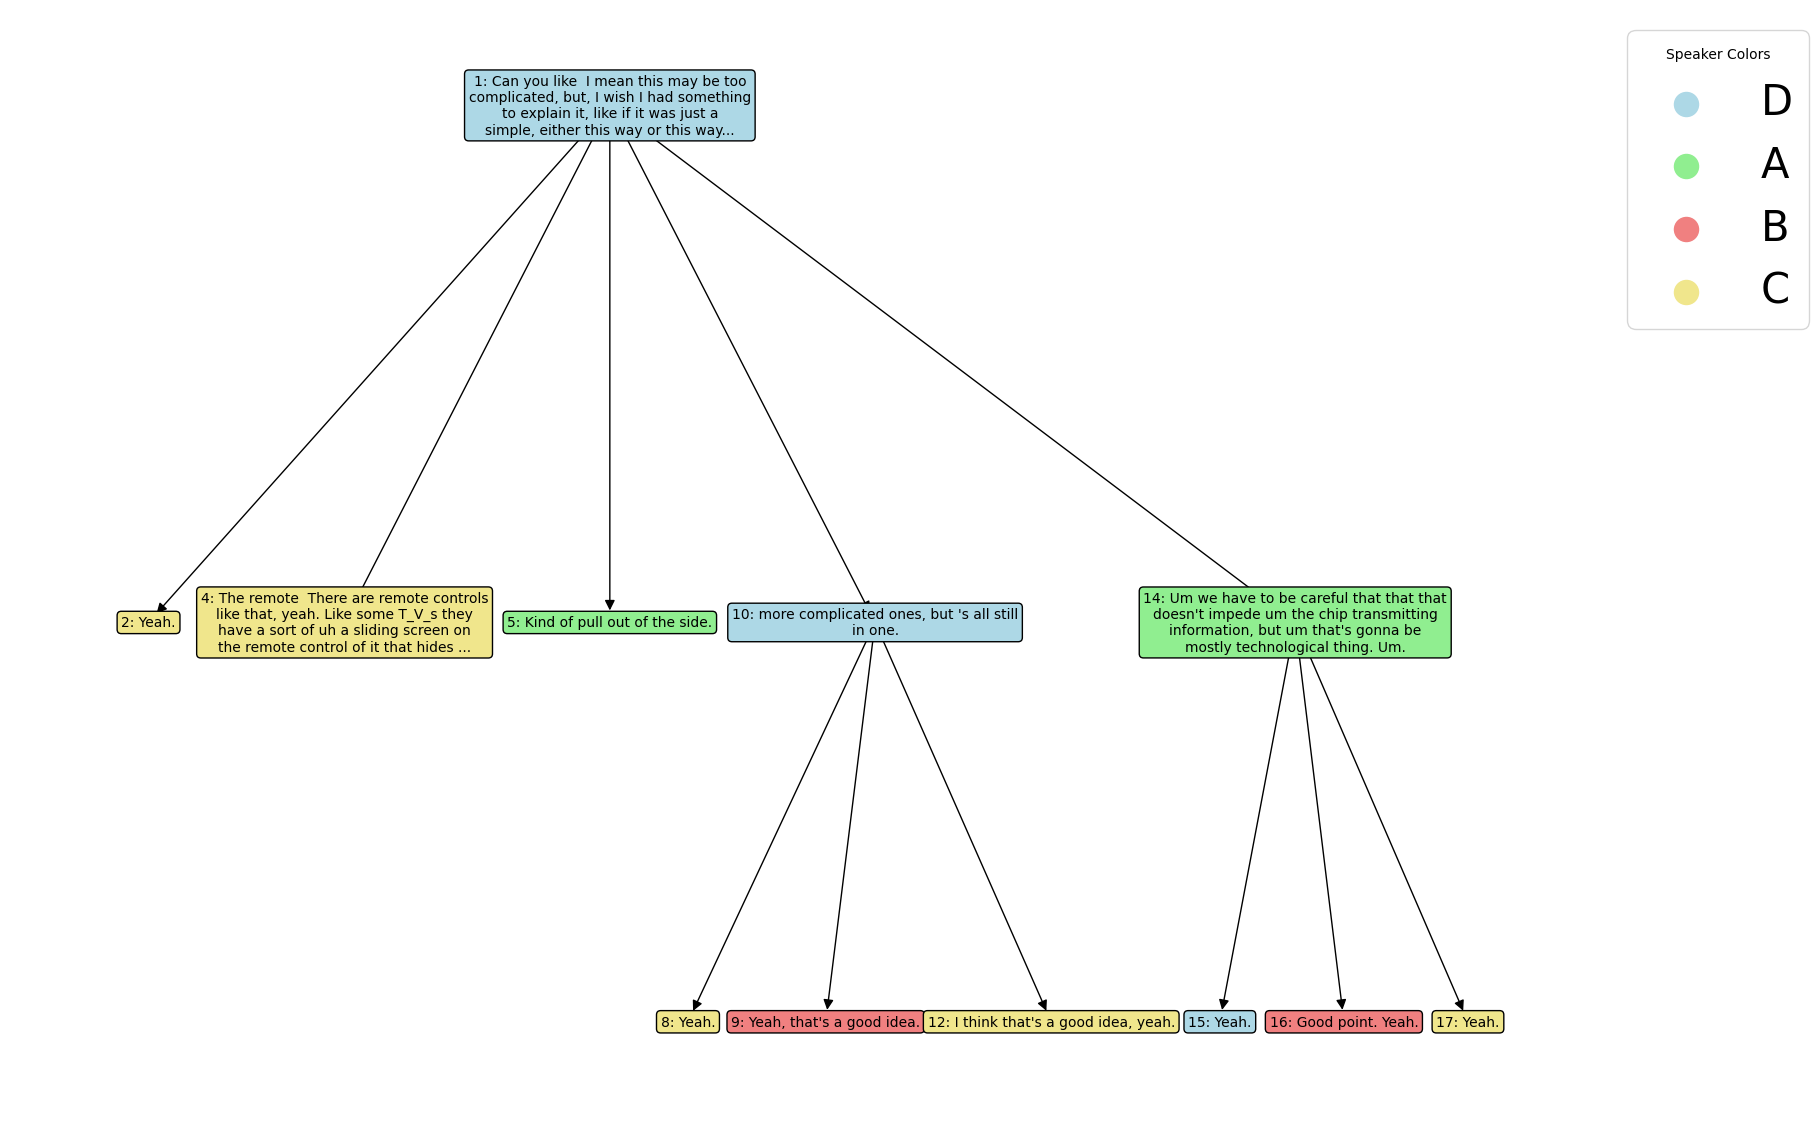 1: Can you like  I mean this may be too
complicated, but, I wish I had something
to explain it, like if it was just a
simple, either this way or this way...
Speaker Colors
D
A
B
C
2: Yeah.
4: The remote  There are remote controls
like that, yeah. Like some T_V_s they
have a sort of uh a sliding screen on
the remote control of it that hides ...
5: Kind of pull out of the side.
10: more complicated ones, but 's all still
in one.
14: Um we have to be careful that that that
doesn't impede um the chip transmitting
information, but um that's gonna be
mostly technological thing. Um.
8: Yeah.
9: Yeah, that's a good idea.
12: I think that's a good idea, yeah.
15: Yeah.
16: Good point. Yeah.
17: Yeah.